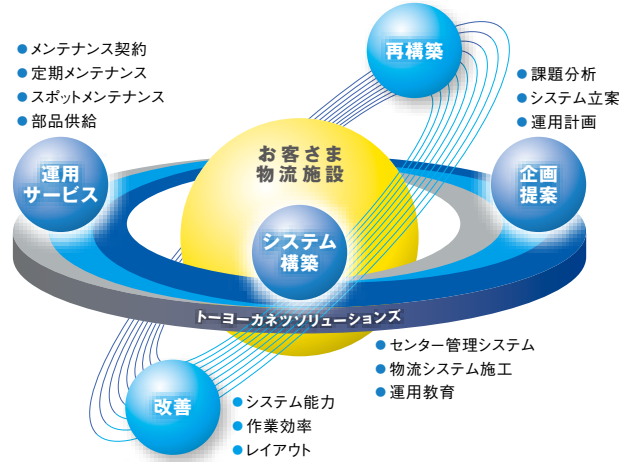 ● メンテナンス契約
● 定期メンテナンス
● スポットメンテナンス
● 部品供給
再構築
● 課題分析
● システム立案
● 運用計画
お客さま
物流施設
運用
サービス
企画
提案
システム
構築
トーヨーカネツソリューションズ
● センター管理システム
● 物流システム施工
● 運用教育
改善
● システム能力
● 作業効率
● レイアウト